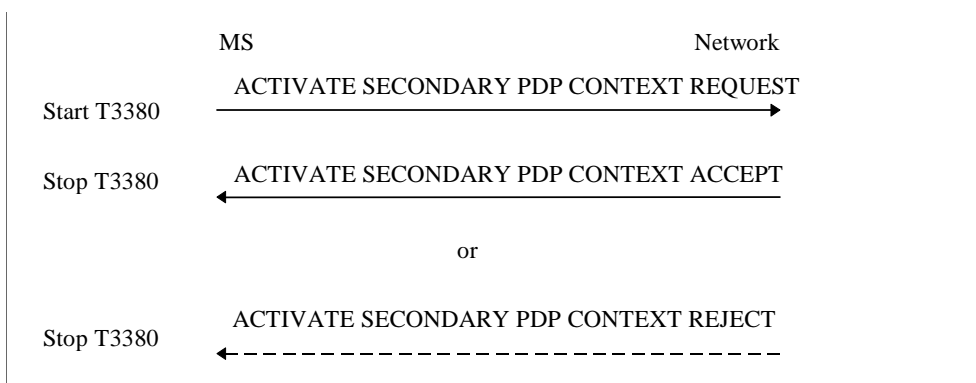 MS Network
ACTIVATE SECONDARY PDP CONTEXT REQUEST
Start T3380
ACTIVATE SECONDARY PDP CONTEXT ACCEPT
Stop T3380
or
ACTIVATE SECONDARY PDP CONTEXT REJECT
Stop T3380